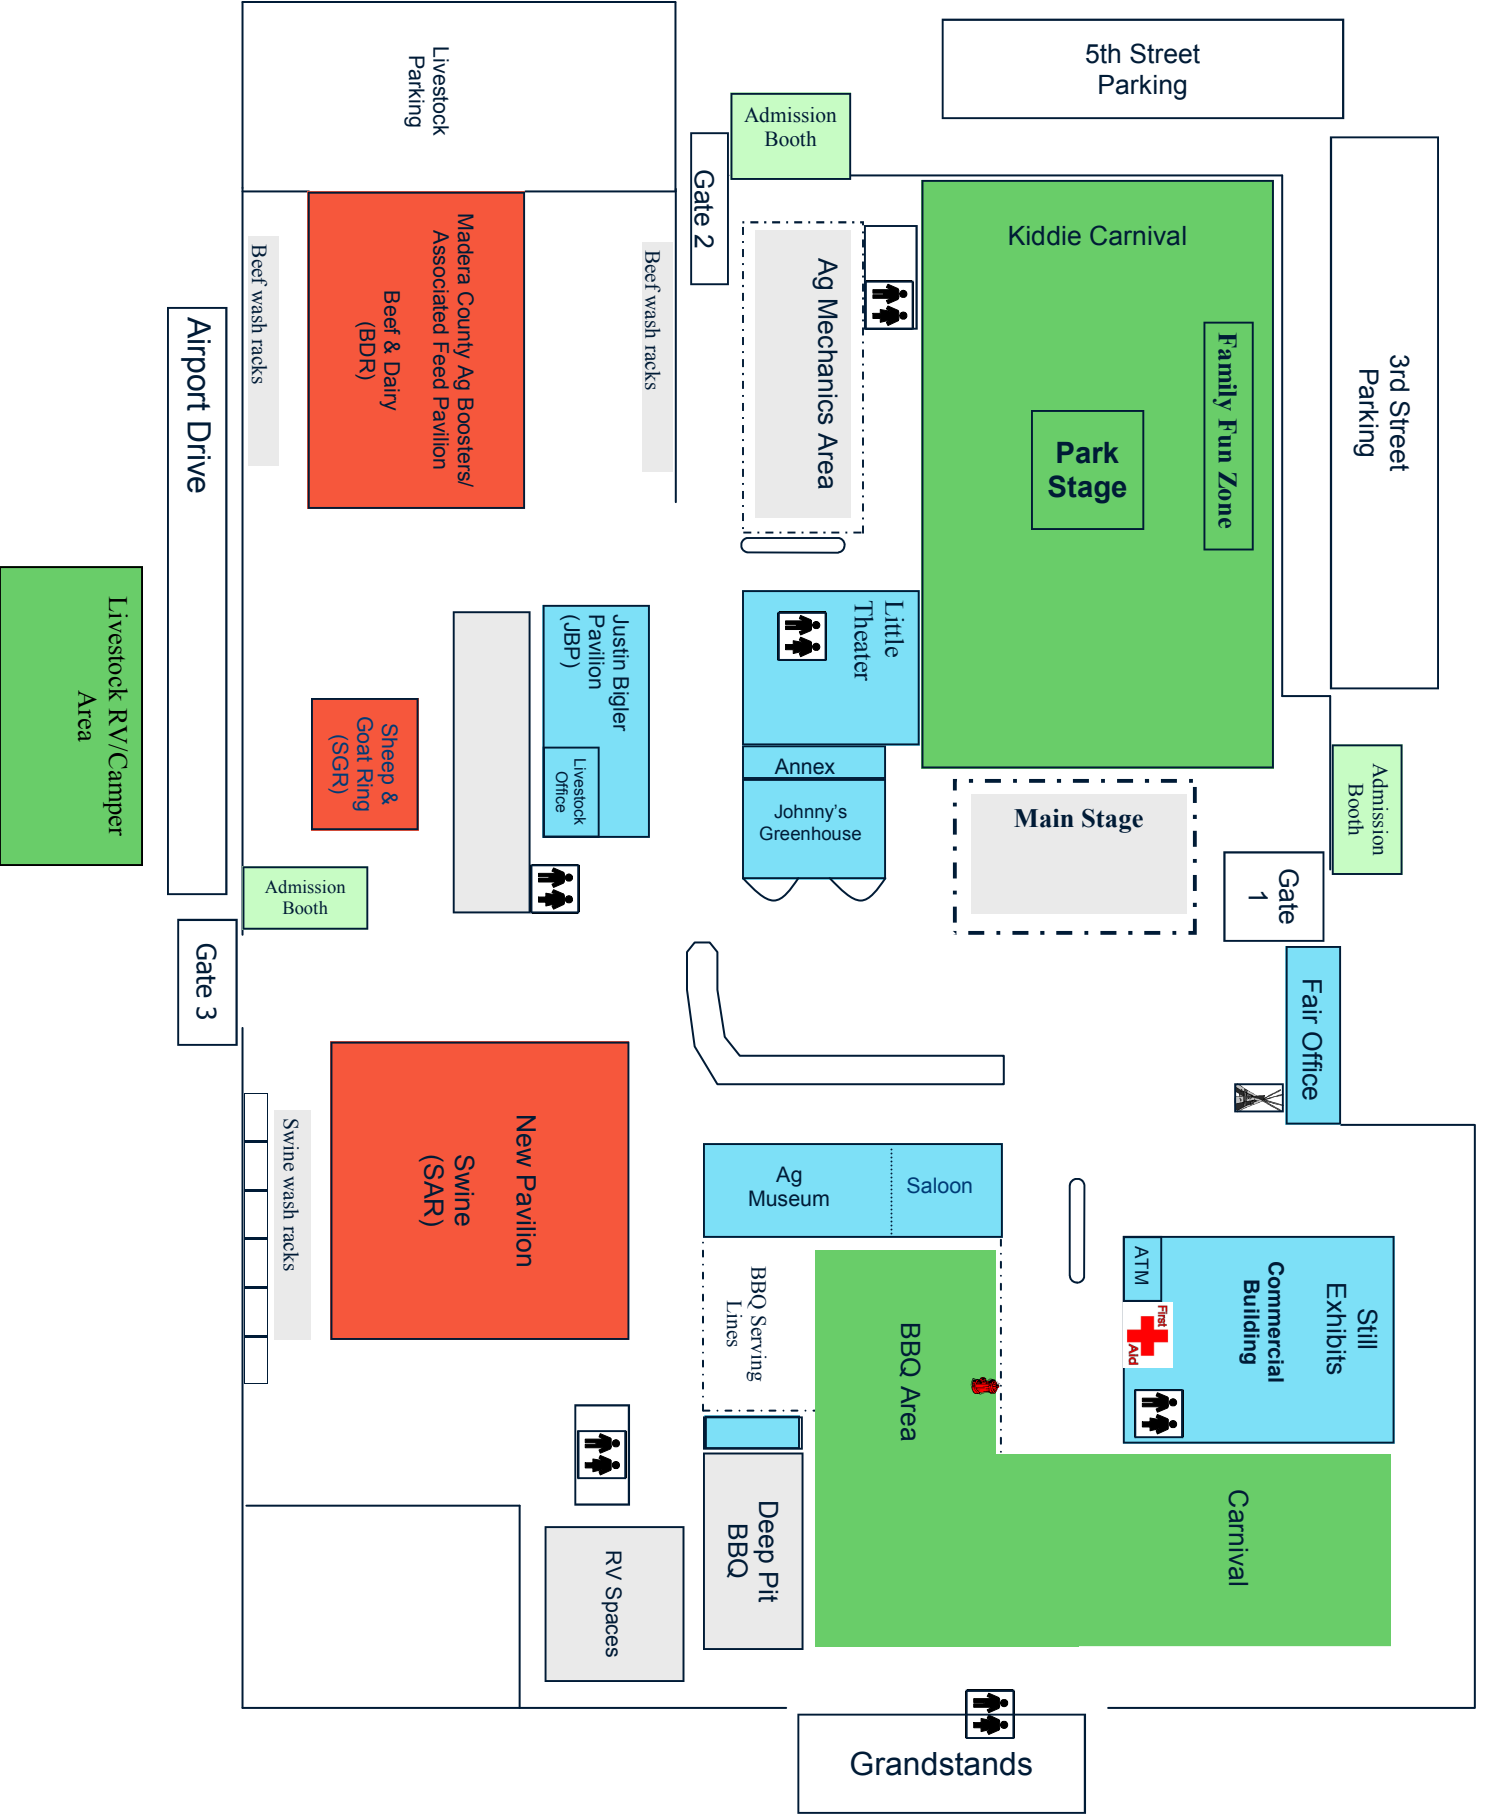 Livestock
Parking
5th Street
Parking
Admission
Booth
Gate 2
3rd Street
Parking
Madera County Ag Boosters/
Associated Feed Pavilion
Beef & Dairy
(BDR)
Beef wash racks
Beef wash racks
Ag Mechanics Area
Kiddie Carnival
Family Fun Zone
Park
Stage
Airport Drive
Livestock RV/Camper
Area
Justin Bigler
Pavilion
(JBP)
Livestock
Office
Sheep &
Goat Ring
(SGR)
Little
Theater
Annex
Johnny's
Greenhouse
Main Stage
Admission
Booth
Gate
1
Admission
Booth
Gate 3
Fair Office
New Pavilion
Swine
(SAR)
Swine wash racks
Ag
Museum
Saloon
BBQ Serving
Lines
BBQ Area
ATM
First
Aid
Commercial
Building
Still
Exhibits
Carnival
Deep Pit
BBQ
RV Spaces
Grandstands